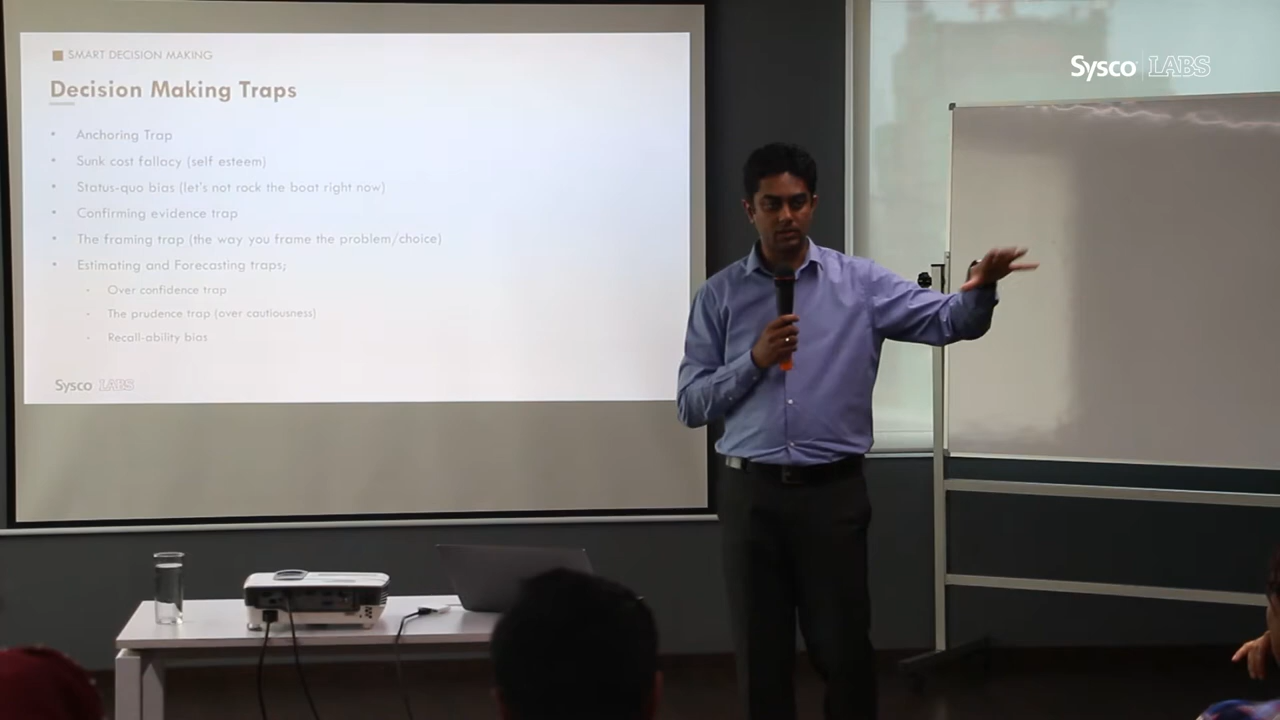 SMART DECISION MAKING
Decision Making Traps
• Anchoring Trap
• Sunk cost fallacy (self esteem)
• Status-quo bias (let's not rock the boat right now)
• Confirming evidence trap
• The framing trap (the way you frame the problem/choice)
• Estimating and Forecasting traps;
- Over confidence trap
- The prudence trap (over cautiousness)
- Recall-ability bias
Sysco LABS
Sysco LABS